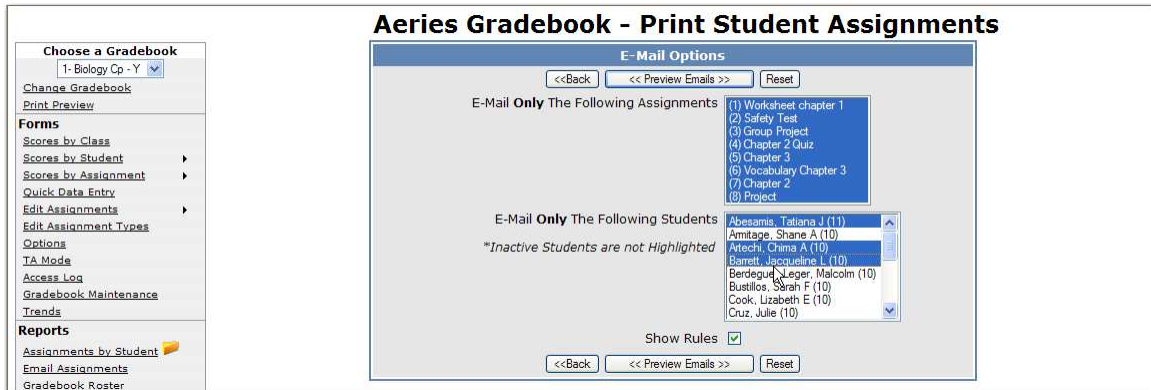 Aeries Gradebook - Print Student Assignments
Choose a Gradebook
1- Biology Cp - Y
Change Gradebook
Print Preview
Forms
Scores by Class
Scores by Student
Scores by Assignment
Quick Data Entry
Edit Assignments
Edit Assignment Types
Options
TA Mode
Access Log
Gradebook Maintenance
Trends
Reports
Assignments by Student
Email Assignments
Gradebook Roster
E-Mail Options
<<Back << Preview Emails >> Reset
E-Mail Only The Following Assignments
(1) Worksheet chapter 1
(2) Safety Test
(3) Group Project
(4) Chapter 2 Quiz
(5) Chapter 3
(6) Vocabulary Chapter 3
(7) Chapter 2
(8) Project
E-Mail Only The Following Students
*Inactive Students are not Highlighted
Abesamis, Tatiana J (11)
Armitage, Shane A (10)
Artechi, Chima A (10)
Barrett, Jacqueline L (10)
Berdegue Leger, Malcolm (10)
Bustillos, Sarah F (10)
Cook, Lizabeth E (10)
Cruz, Julie (10)
Show Rules
<<Back << Preview Emails >> Reset